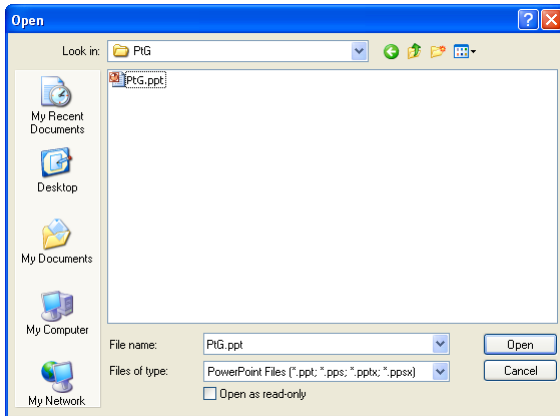 Open
Look in: PtG
PtG.ppt
My Recent
Documents
Desktop
My Documents
My Computer
My Network
File name: PtG.ppt Open
Files of type: PowerPoint Files (*.ppt; *.pps; *.pptx; *.ppsx) Cancel
Open as read-only